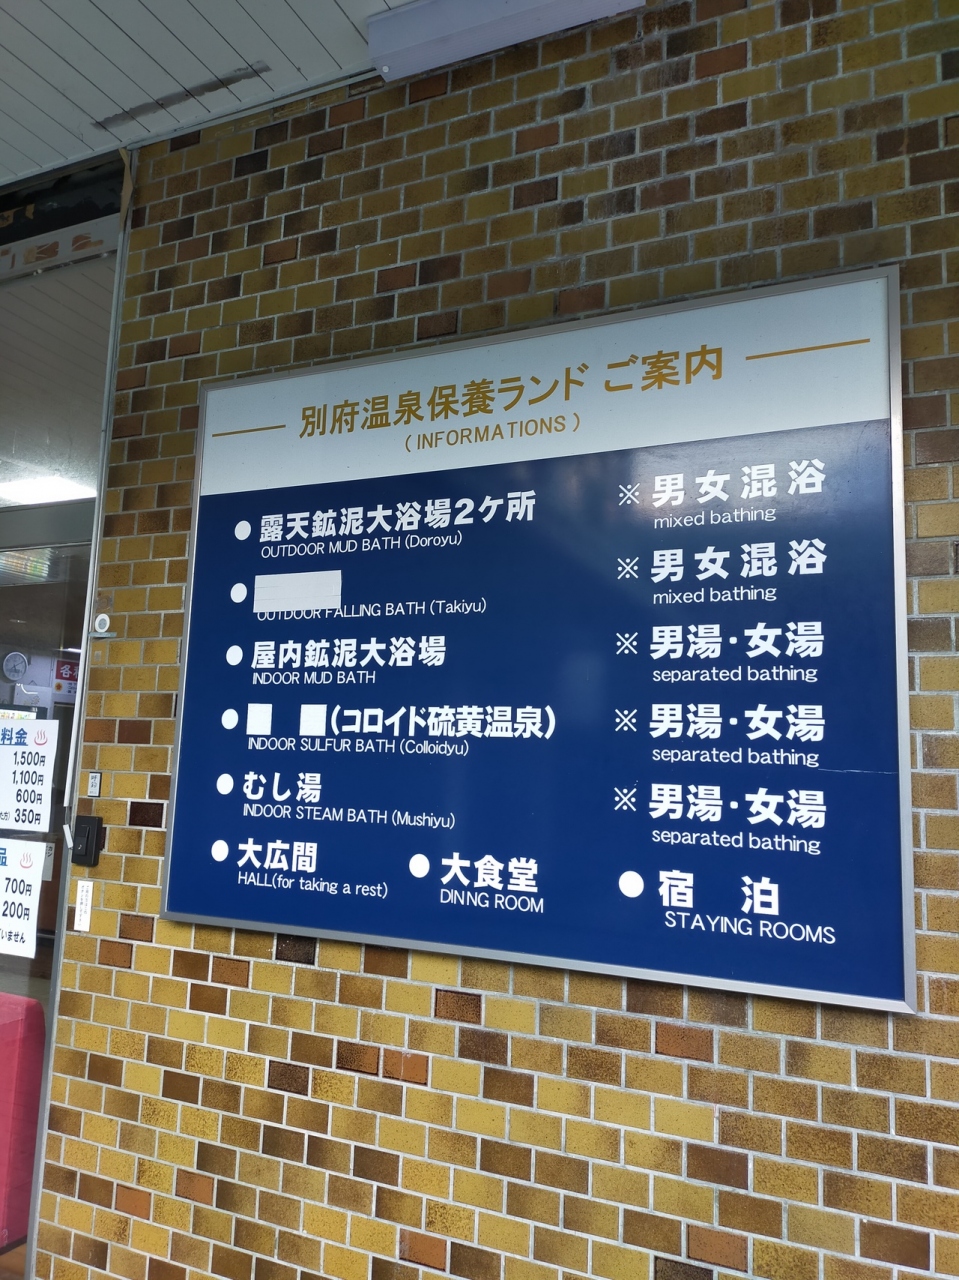 別府温泉保養ランド ご案内
(INFORMATIONS)
● 露天鉱泥大浴場2ケ所 ※ 男女混浴
OUTDOOR MUD BATH (Doroyu) mixed bathing
● ※ 男女混浴
OUTDOOR FALLING BATH (Takiyu) mixed bathing
● 屋内鉱泥大浴場 ※ 男湯・女湯
INDOOR MUD BATH separated bathing
● (コロイド硫黄温泉) ※ 男湯・女湯
INDOOR SULFUR BATH (Colloidyu) separated bathing
● むし湯 ※ 男湯・女湯
INDOOR STEAM BATH (Mushiyu) separated bathing
● 大広間 ● 大食堂 ● 宿 泊
HALL(for taking a rest) DINNG ROOM STAYING ROOMS
料金
1,500円
1,100円
600円
350円
品
700円
200円
いません